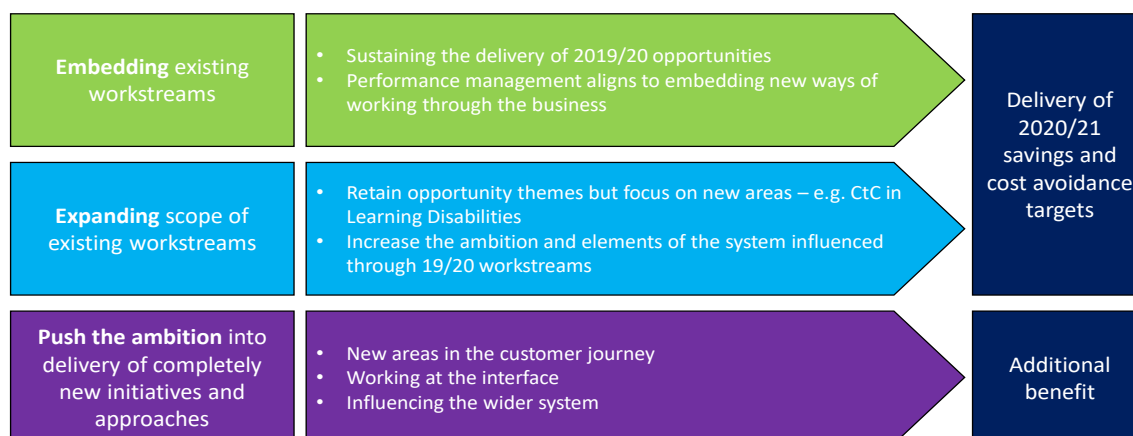 Embedding existing
workstreams
• Sustaining the delivery of 2019/20 opportunities
• Performance management aligns to embedding new ways of
working through the business
Expanding scope of
existing workstreams
• Retain opportunity themes but focus on new areas – e.g. CtC in
Learning Disabilities
• Increase the ambition and elements of the system influenced
through 19/20 workstreams
Delivery of
2020/21
savings and
cost avoidance
targets
Push the ambition into
delivery of completely
new initiatives and
approaches
• New areas in the customer journey
• Working at the interface
• Influencing the wider system
Additional
benefit